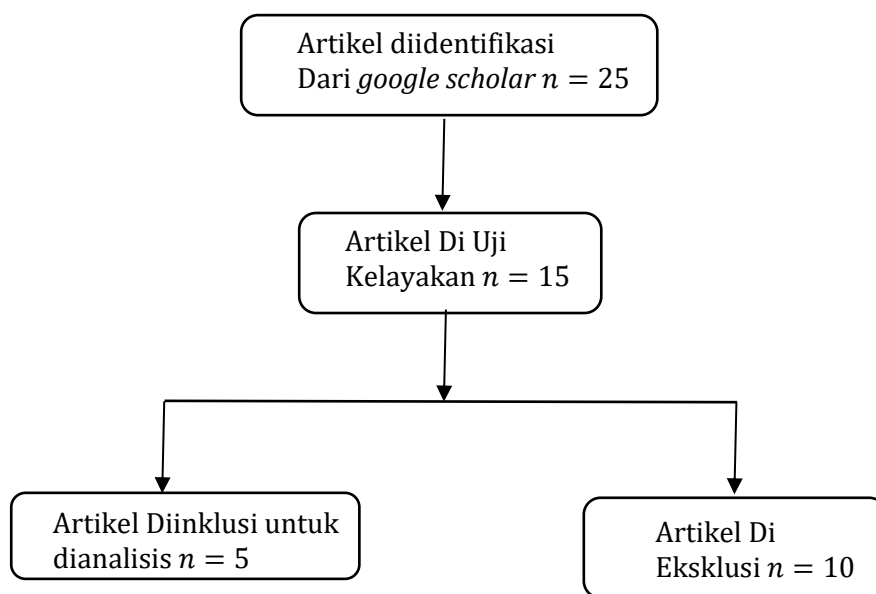 Artikel diidentifikasi
Dari google scholar n = 25
Artikel Di Uji
Kelayakan n = 15
Artikel Diinklusi untuk
dianalisis n = 5
Artikel Di
Eksklusi n = 10